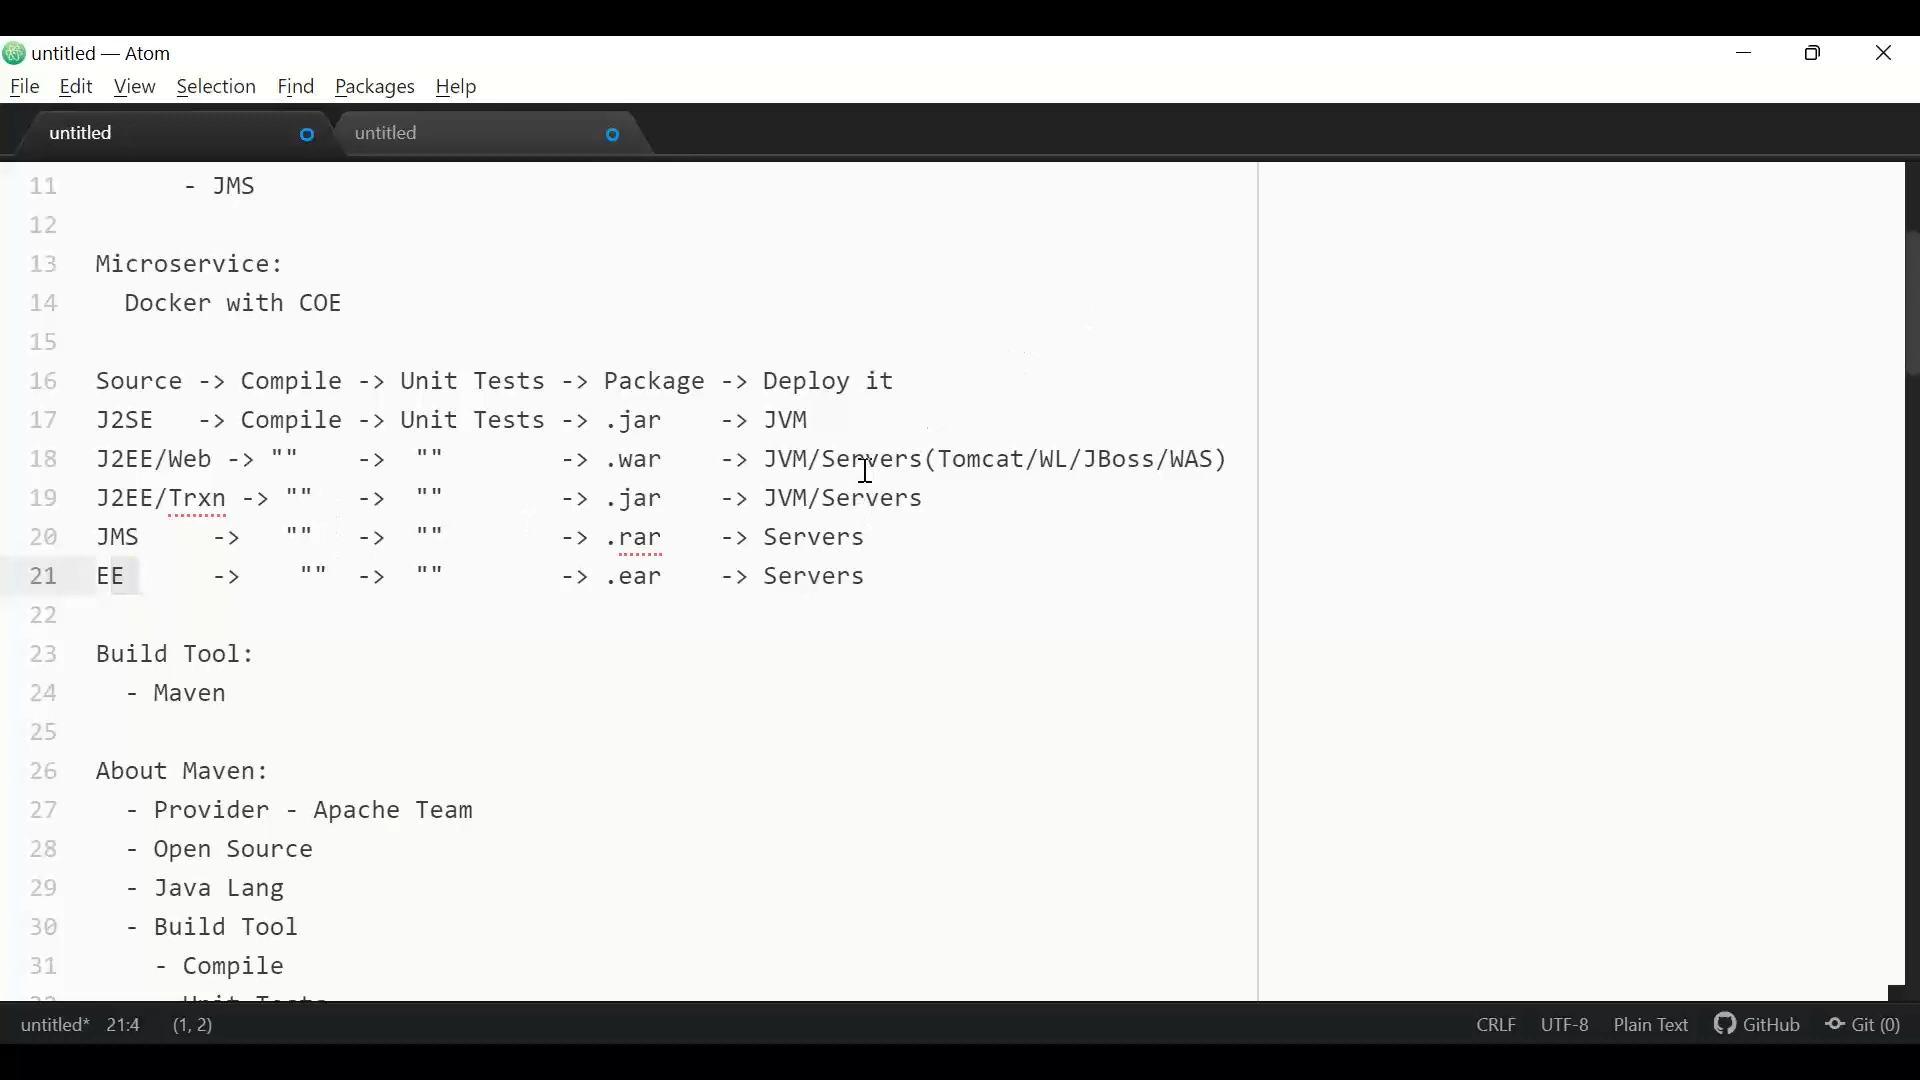 untitled — Atom
File Edit View Selection Find Packages Help
untitled untitled
11 - JMS
12
13 Microservice:
14 Docker with COE
15
16 Source -> Compile -> Unit Tests -> Package -> Deploy it
17 J2SE -> Compile -> Unit Tests -> .jar -> JVM
18 J2EE/Web -> "" -> "" -> .war -> JVM/Servers(Tomcat/WL/JBoss/WAS)
19 J2EE/Trxn -> "" -> "" -> .jar -> JVM/Servers
20 JMS -> "" -> "" -> .rar -> Servers
21 EE -> "" -> "" -> .ear -> Servers
22
23 Build Tool:
24 - Maven
25
26 About Maven:
27 - Provider - Apache Team
28 - Open Source
29 - Java Lang
30 - Build Tool
31 - Compile
32 Unit Tests
untitled* 21:4 (1, 2) CRLF UTF-8 Plain Text GitHub Git (0)